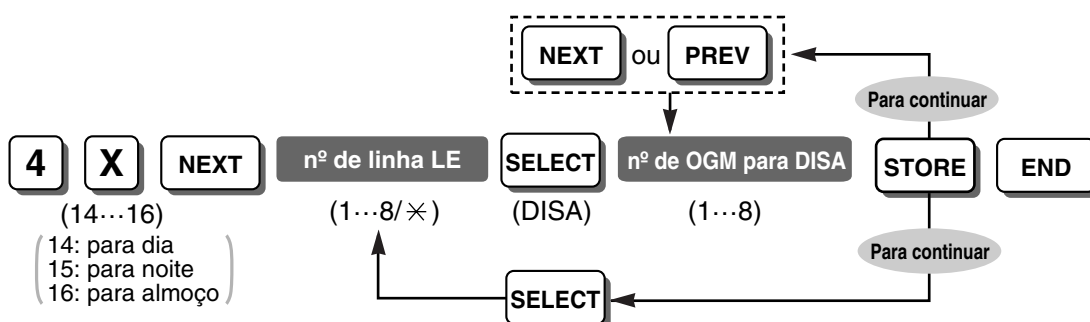 NEXT ou PREV
Para continuar
4 X NEXT nº de linha LE SELECT nº de OGM para DISA STORE END
(14···16) (1···8/✳) (DISA) (1···8)
14: para dia
15: para noite
16: para almoço
Para continuar
SELECT